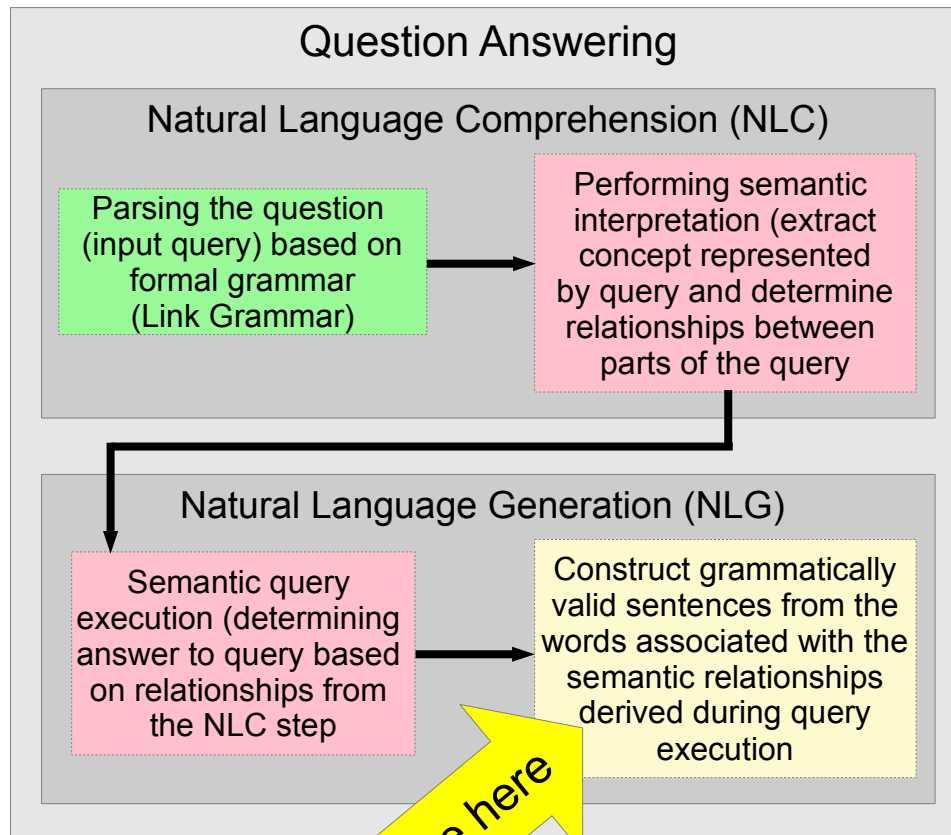 Question Answering
Natural Language Comprehension (NLC)
Parsing the question
(input query) based on
formal grammar
(Link Grammar)
Performing semantic
interpretation (extract
concept represented
by query and determine
relationships between
parts of the query
Natural Language Generation (NLG)
Semantic query
execution (determining
answer to query based
on relationships from
the NLC step
Construct grammatically
valid sentences from the
words associated with the
semantic relationships
derived during query
execution
here